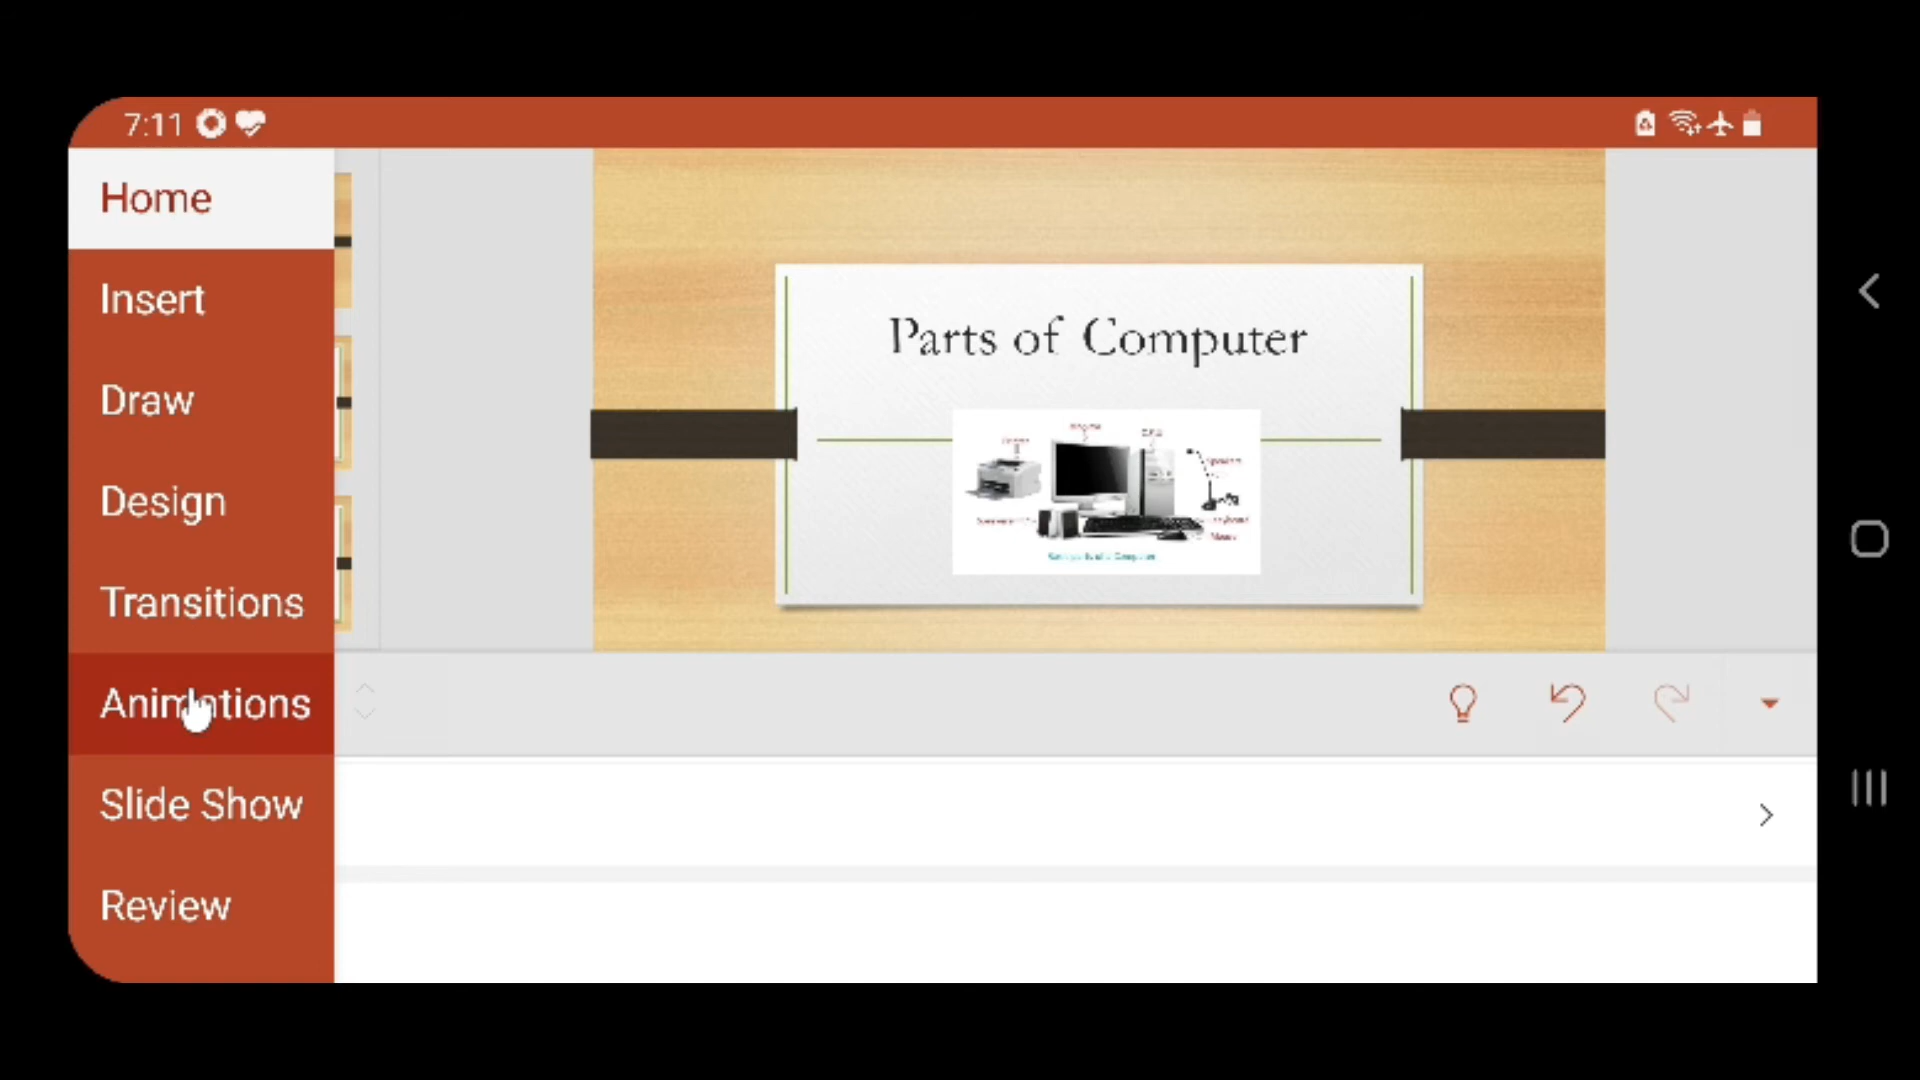 7:11
Home
Insert
Draw
Design
Transitions
Animations
Slide Show
Review
Parts of Computer